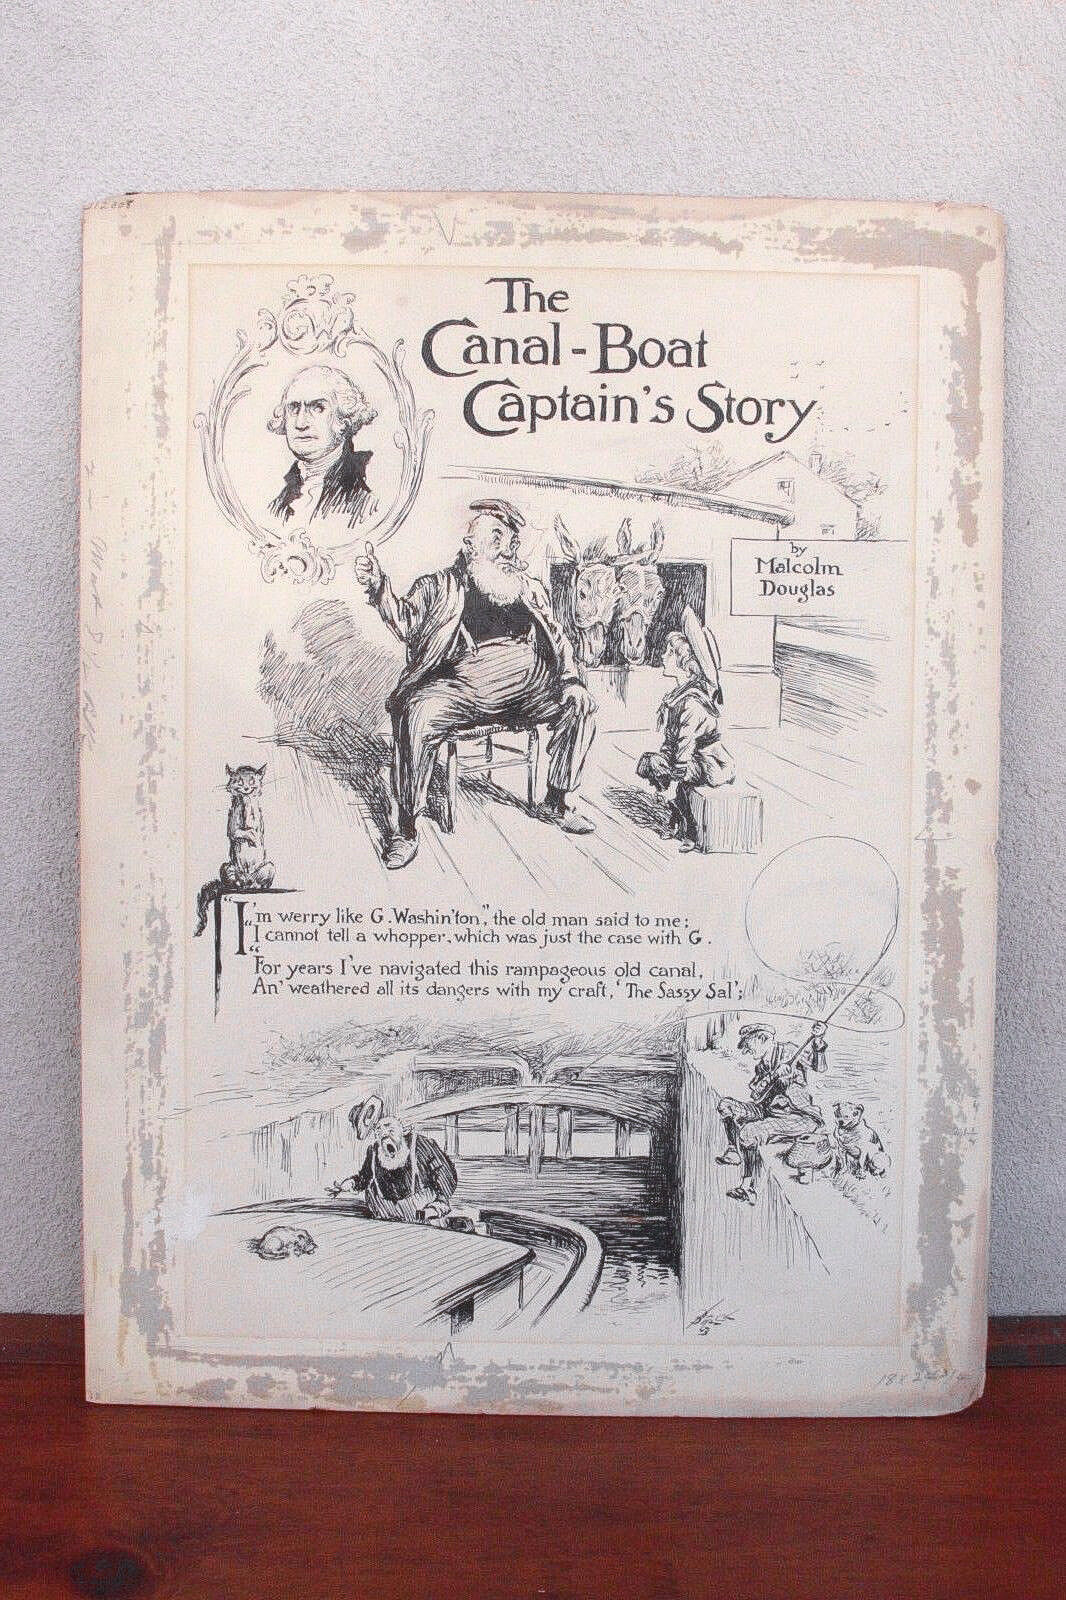 12668
GW
The
Canal-Boat
Captain's Story
by
Malcolm
Douglas
"I'm werry like G. Washin'ton," the old man said to me:
"I cannot tell a whopper, which was just the case with G.
"For years I've navigated this rampageous old canal,
An' weathered all its dangers with my craft, 'The Sassy Sal';